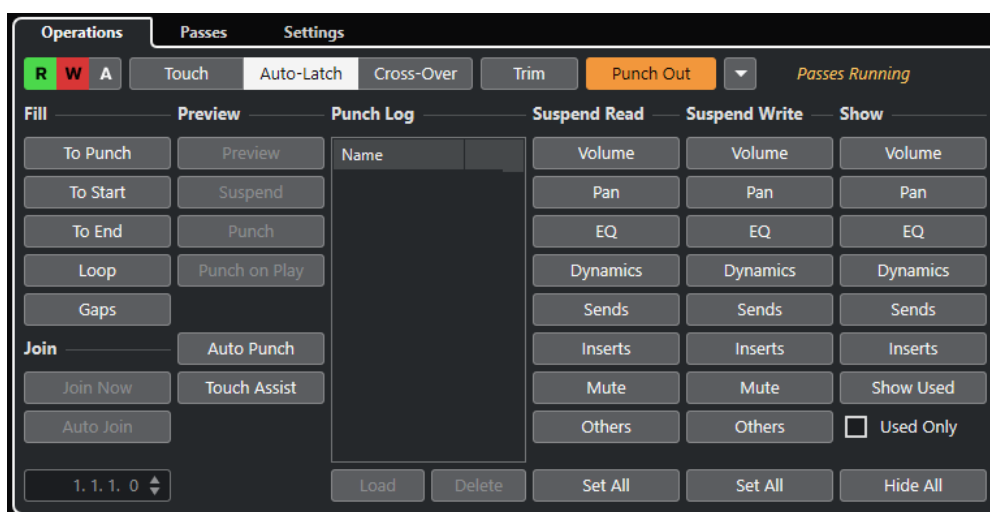 Operations Passes Settings
R W A Touch Auto-Latch Cross-Over Trim Punch Out Passes Running
Fill Preview Punch Log Suspend Read Suspend Write Show
To Punch Preview Name Volume Volume Volume
To Start Suspend Pan Pan Pan
To End Punch EQ EQ EQ
Loop Punch on Play Dynamics Dynamics Dynamics
Gaps Sends Sends Sends
Join Auto Punch Inserts Inserts Inserts
Join Now Touch Assist Mute Mute Show Used
Auto Join Others Others Used Only
1. 1. 1. 0 Load Delete Set All Set All Hide All